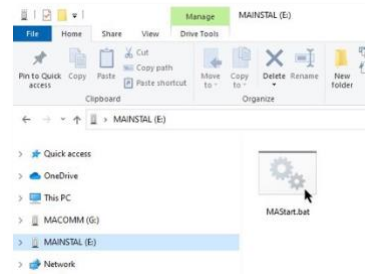 Manage
MAINSTAL (E:)
File
Home
Share
View
Drive Tools
Pin to Quick access
Copy
Paste
Cut
Copy path
Paste shortcut
Move to
Copy to
Delete
Rename
New folder
Clipboard
Organize
MAINSTAL (E:)
Quick access
OneDrive
This PC
MACOMM (G:)
MAINSTAL (E:)
Network
MAStart.bat